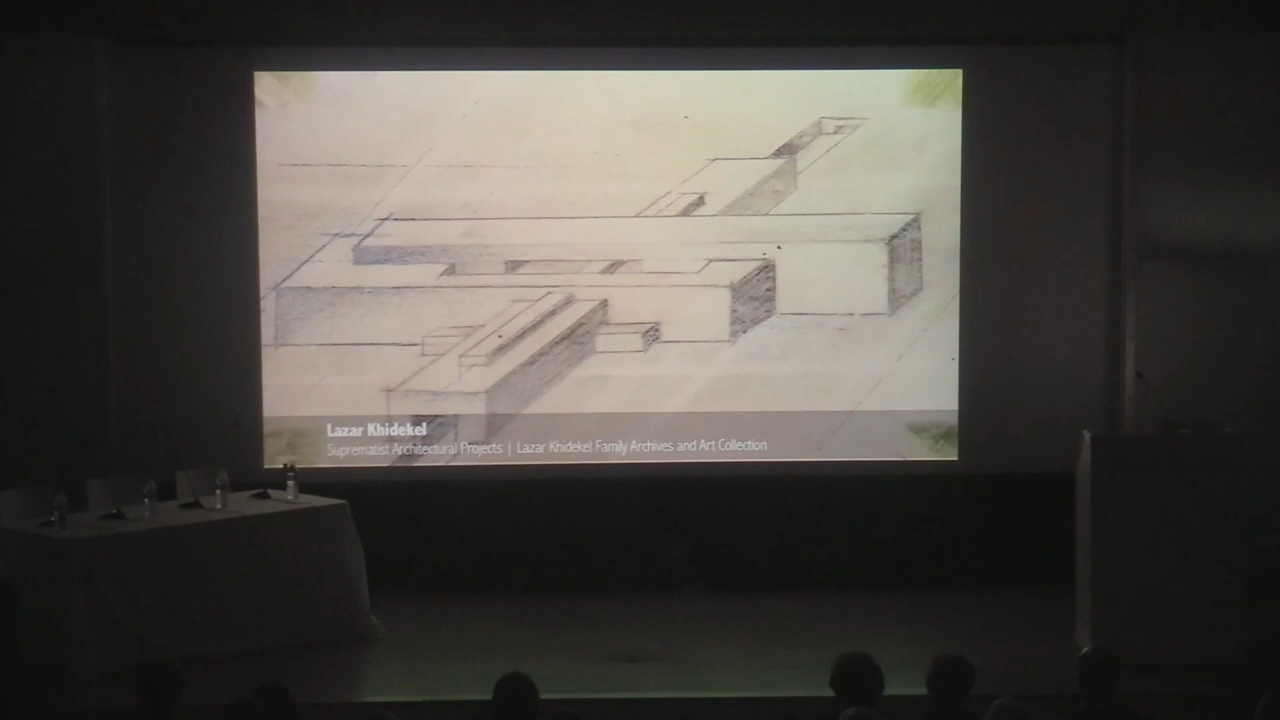 Lazar Khidekel
Suprematist Architectural Projects | Lazar Khidekel Family Archives and Art Collection